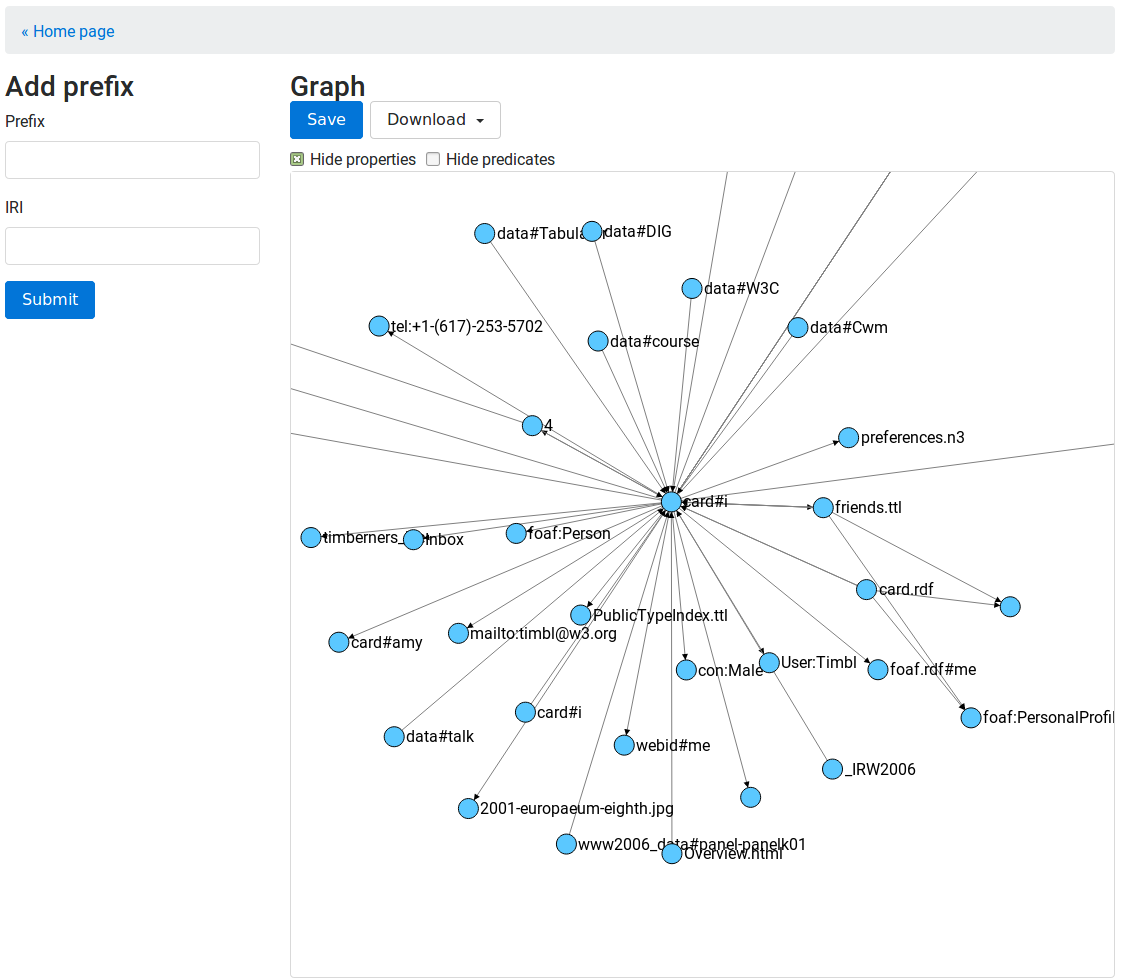 « Home page
Add prefix
Prefix
IRI
Submit
Graph
Save
Download
Hide properties
Hide predicates
data#DIG
data#W3C
tel:+1-(617)-253-5702
data#Cwm
data#course
4
preferences.n3
card#i
friends.ttl
foaf:Person
inbox
card.rdf
PublicTypeIndex.ttl
mailto:timbl@w3.org
card#amy
con:Male
User:Timbl
foaf.rdf#me
card#i
foaf:PersonalProfil
data#talk
webid#me
_IRW2006
2001-europaeum-eighth.jpg
www2006_data#panel-panelk01
Overview.html